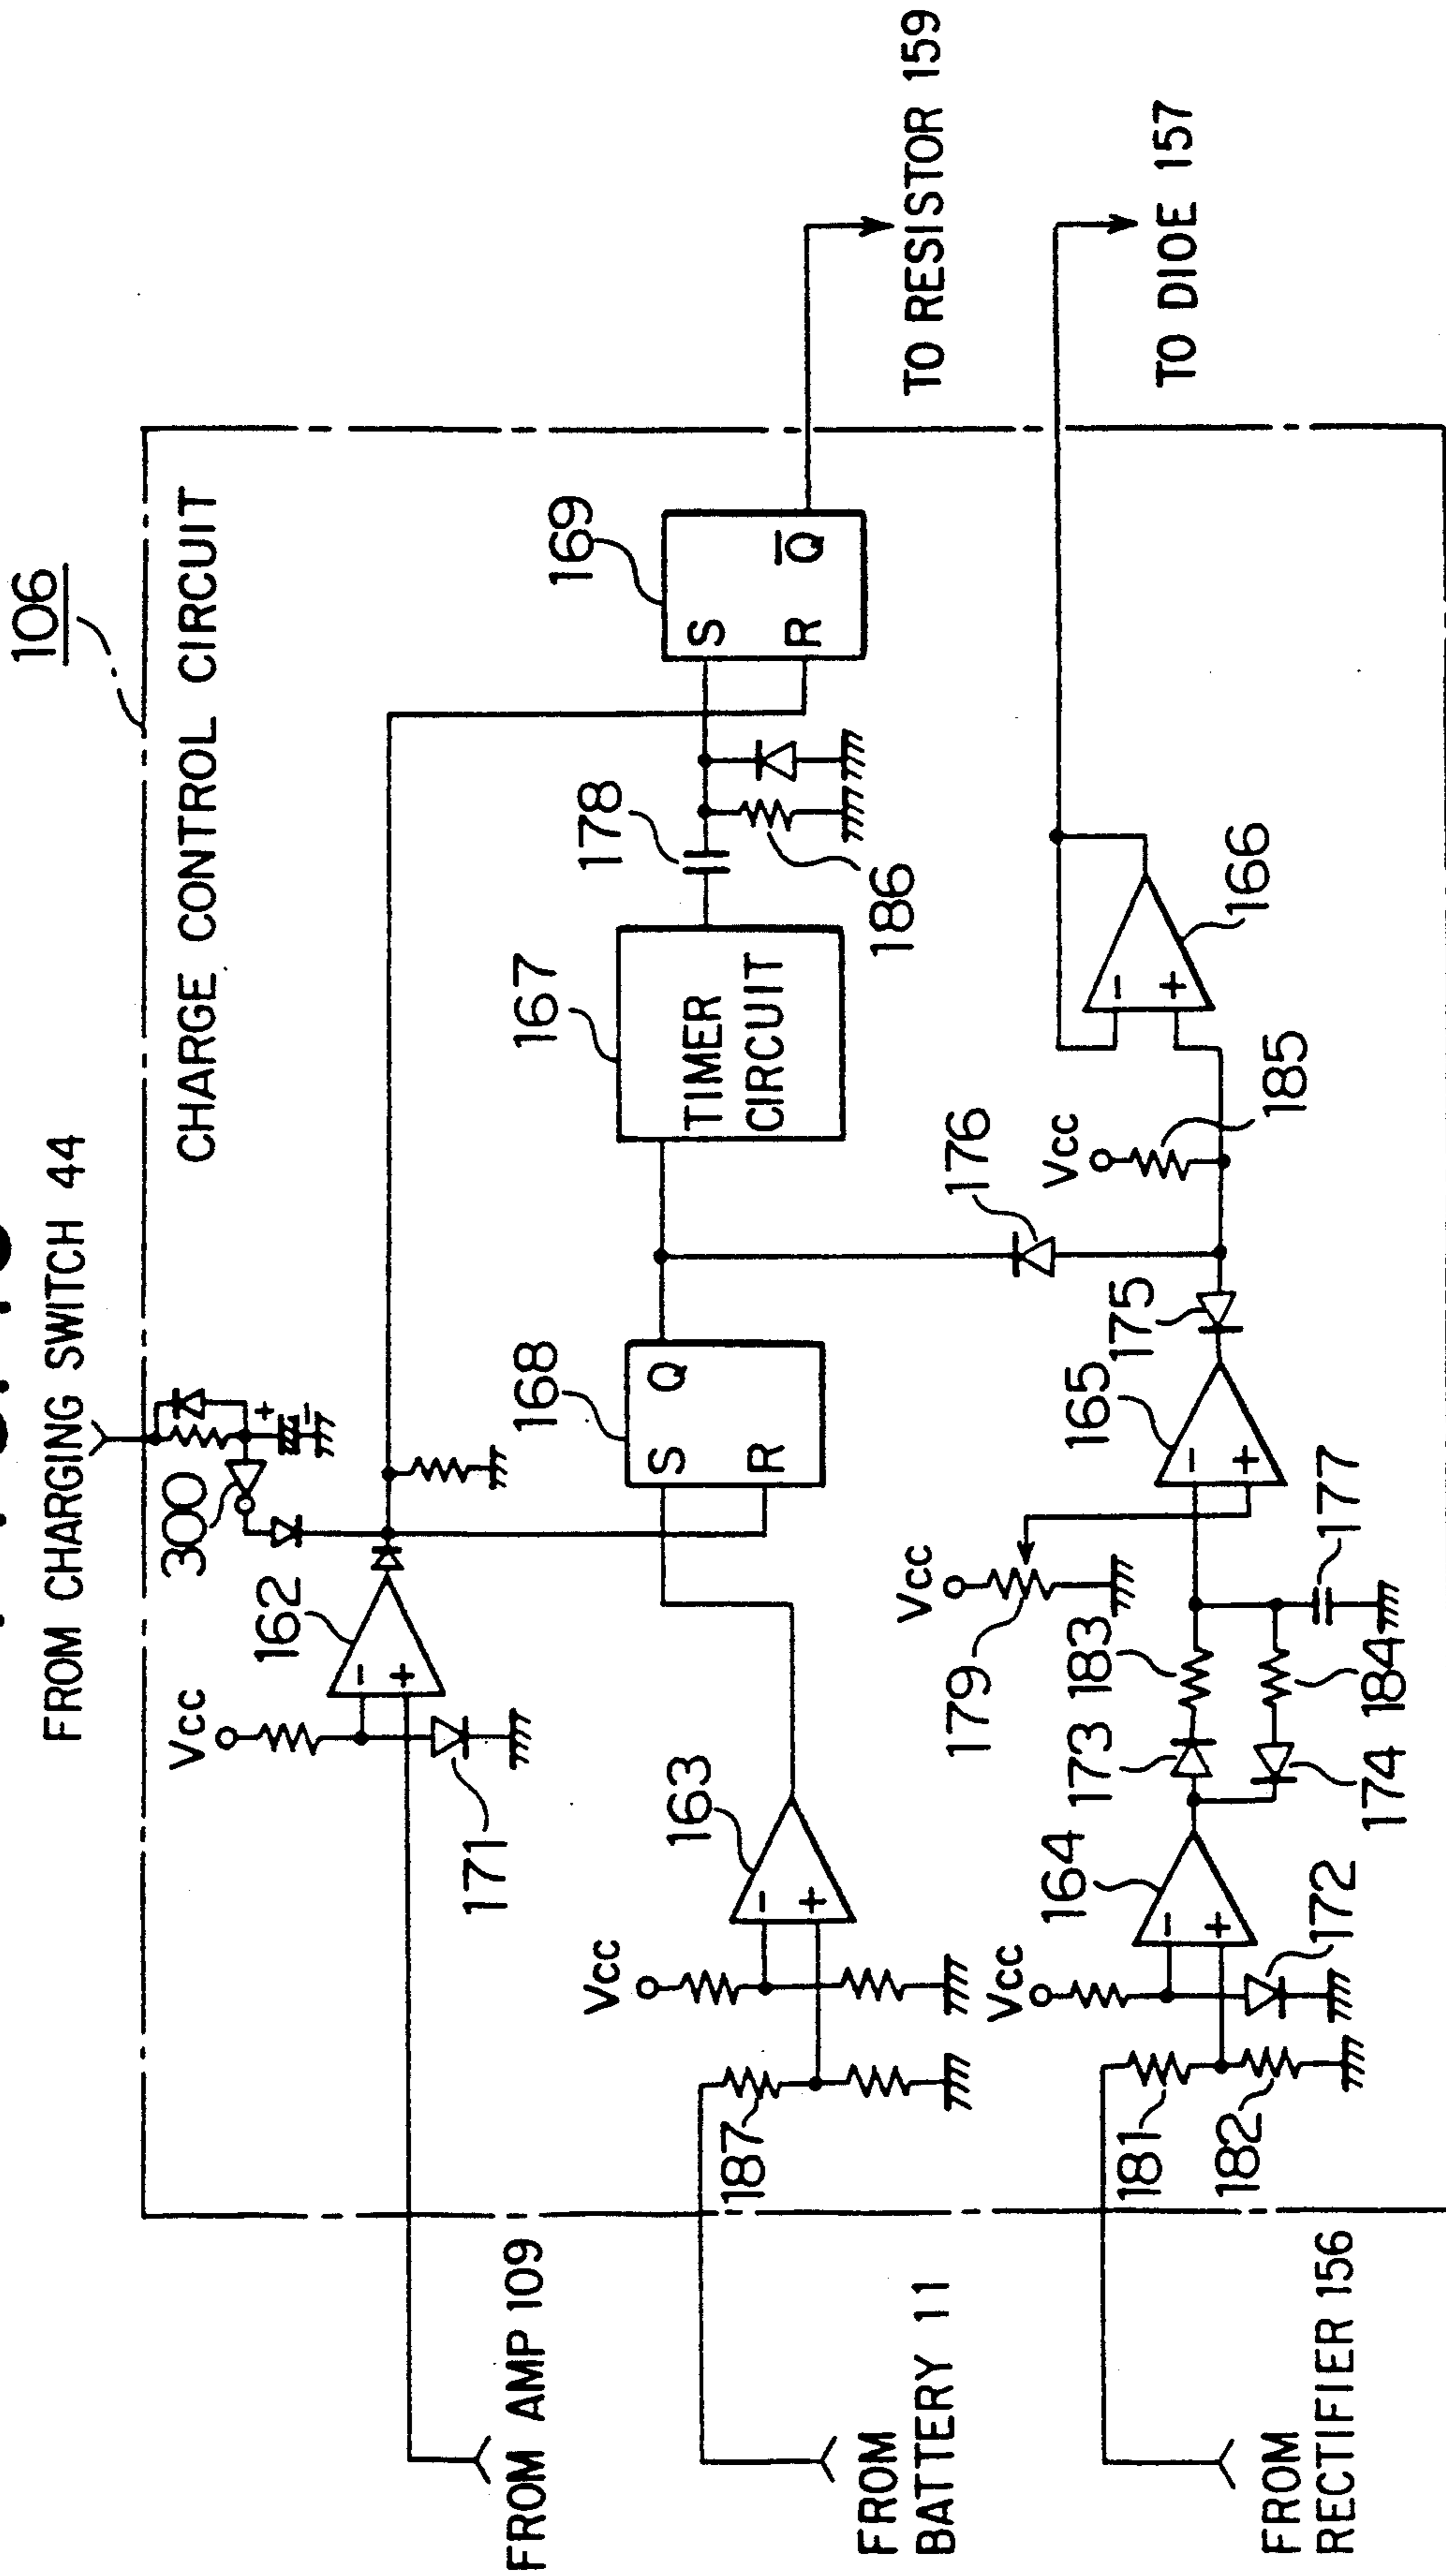 106
FROM CHARGING SWITCH 44
CHARGE CONTROL CIRCUIT
300
+
-
Vcc
162
-
+
171
FROM AMP 109
169
S
Q
R
TO RESISTOR 159
178
186
167
TIMER
CIRCUIT
168
S
Q
R
163
Vcc
-
+
187
FROM
BATTERY 11
176
Vcc
185
166
-
+
TO DIOE 157
175
165
-
+
177
Vcc
179
183
173
184
174
164
Vcc
-
+
172
181
182
FROM
RECTIFIER 156